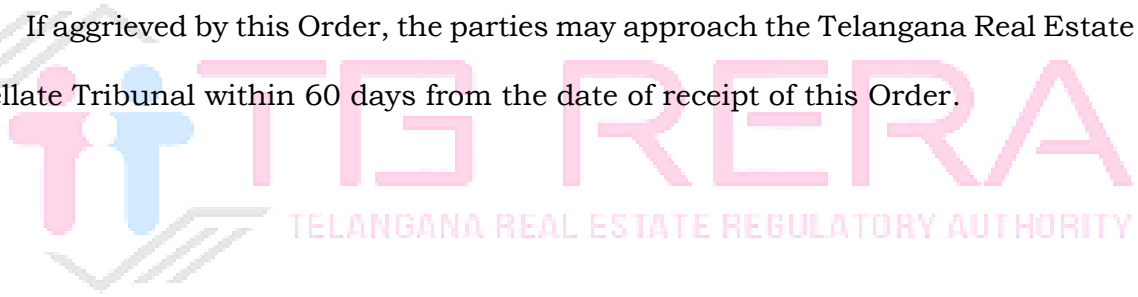 If aggrieved by this Order, the parties may approach the Telangana Real Estate
ellate Tribunal within 60 days from the date of receipt of this Order.
TG RERA
TELANGANA REAL ESTATE REGULATORY AUTHORITY